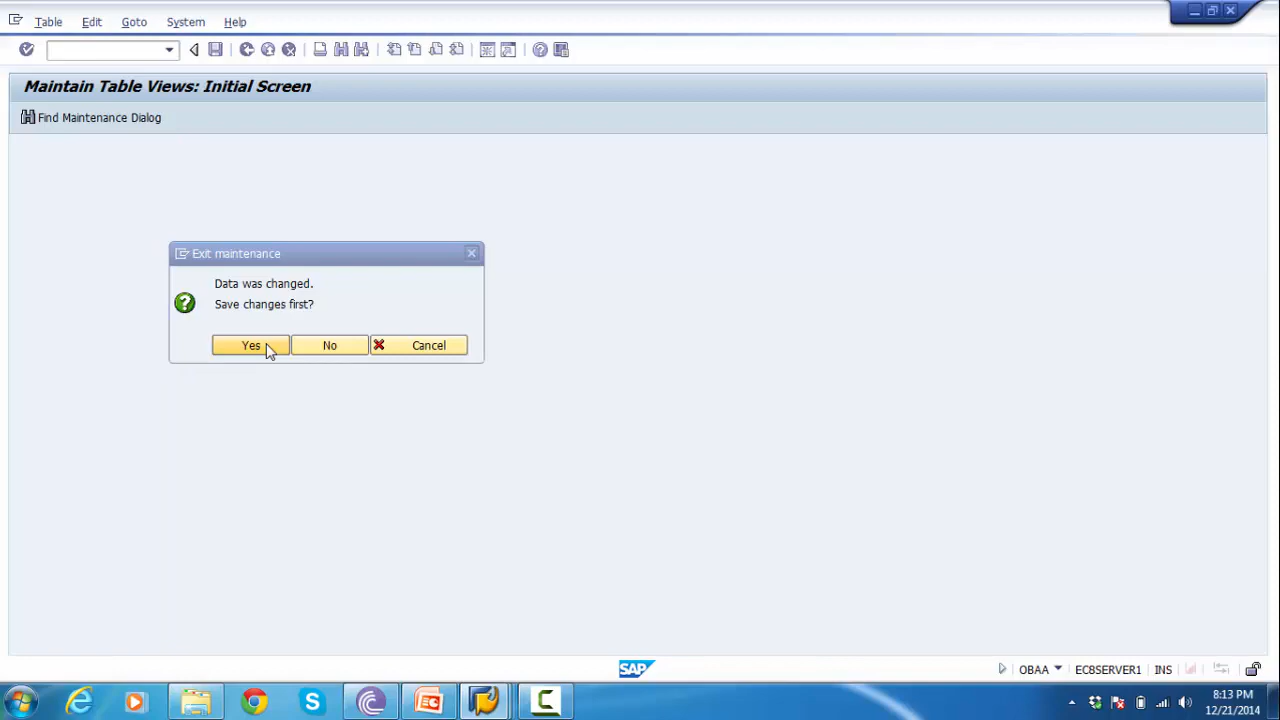 Table Edit Goto System Help
Maintain Table Views: Initial Screen
Find Maintenance Dialog
Exit maintenance
Data was changed.
Save changes first?
Yes No Cancel
SAP
OBAA EC8SERVER1 INS
8:13 PM
12/21/2014